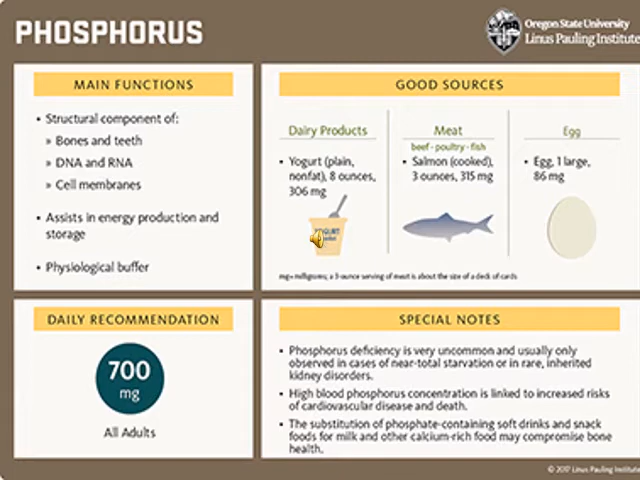 PHOSPHORUS
Oregon State University
Linus Pauling Institute
MAIN FUNCTIONS
• Structural component of:
» Bones and teeth
» DNA and RNA
» Cell membranes
• Assists in energy production and
storage
• Physiological buffer
GOOD SOURCES
Dairy Products
• Yogurt (plain,
nonfat), 8 ounces,
306 mg
YOGURT
Meat
beef - poultry - fish
• Salmon (cooked),
3 ounces, 315 mg
Egg
• Egg, 1 large,
86 mg
mg= milligrams; a 3-ounce serving of meat is about the size of a deck of cards
DAILY RECOMMENDATION
700
mg
All Adults
SPECIAL NOTES
• Phosphorus deficiency is very uncommon and usually only
observed in cases of near-total starvation or in rare, inherited
kidney disorders.
• High blood phosphorus concentration is linked to increased risks
of cardiovascular disease and death.
• The substitution of phosphate-containing soft drinks and snack
foods for milk and other calcium-rich food may compromise bone
health.
© 2017 Linus Pauling Institute